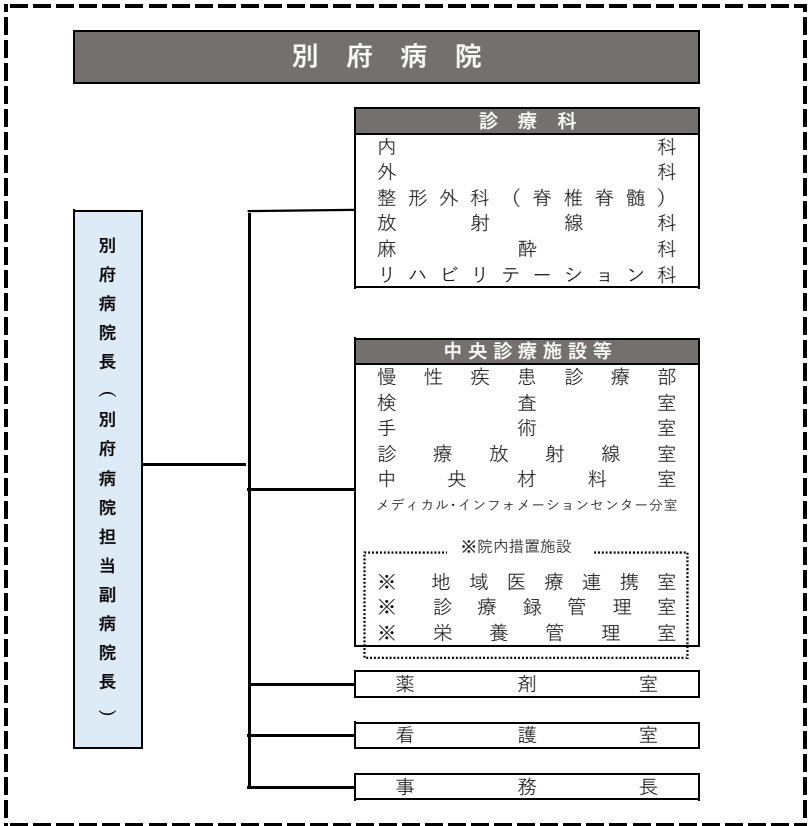 別府病院
診療科
内科
外科
整形外科(脊椎脊髄)
放射線科
麻酔科
リハビリテーション科
別府病院長(別府病院担当副病院長)
中央診療施設等
慢性疾患診療部
検査室
手術室
診療放射線室
中央材料室
メディカル・インフォメーションセンター分室
※院内措置施設
※地域医療連携室
※診療録管理室
※栄養管理室
薬剤室
看護室
事務長